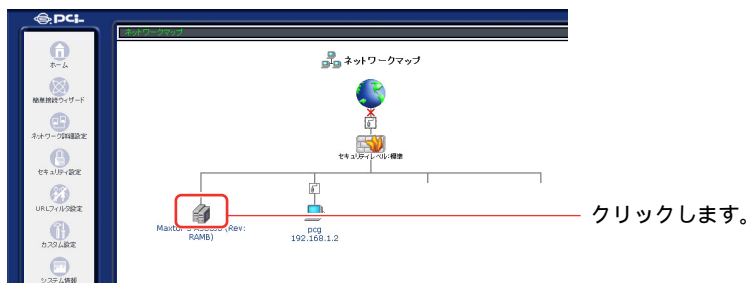 PCi
ネットワークマップ
ネットワークマップ
ホーム
簡単接続ウィザード
ネットワーク詳細設定
セキュリティ設定
URLフィルタ設定
カスタム設定
システム情報
セキュリティレベル:標準
(Rev:
RAMB)
pcg
192.168.1.2
クリックします。